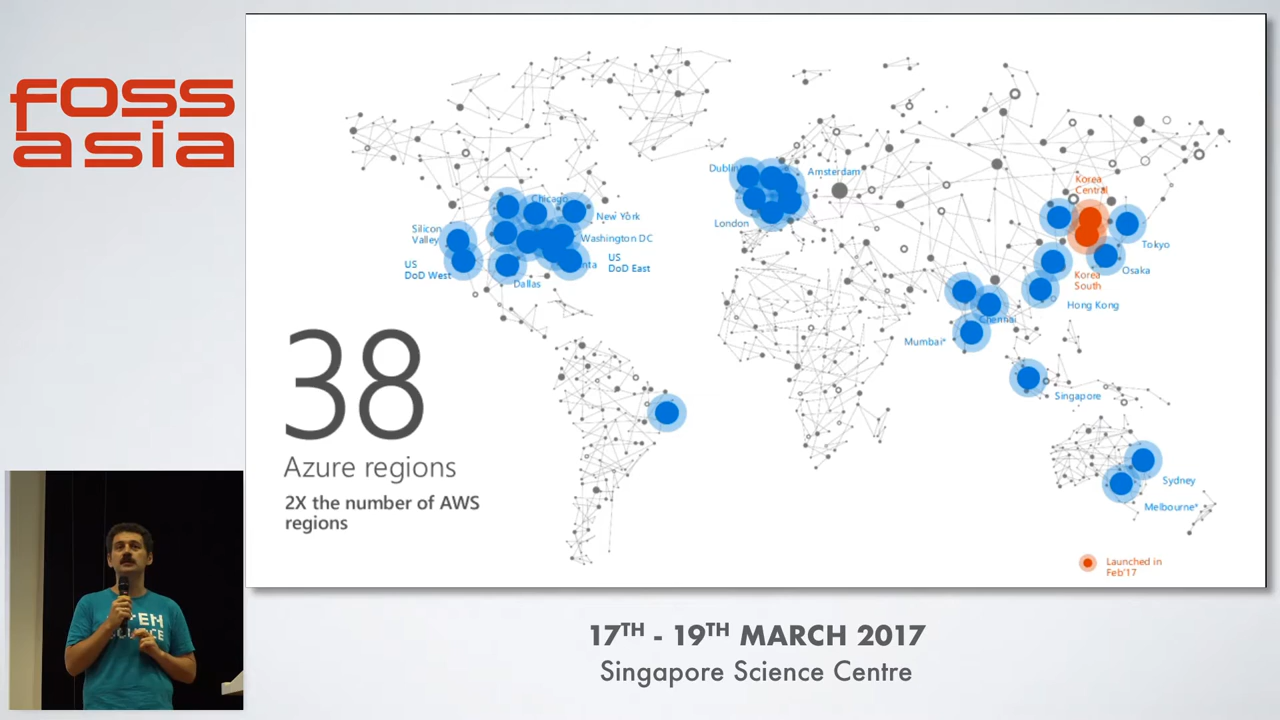 foss
asia
Dublin
Amsterdam
London
Chicago
New York
Silicon
Valley
Washington DC
US
DoD West
US
DoD East
Dallas
Korea
Central
Tokyo
Osaka
Korea
South
Hong Kong
Chennai
Mumbai*
Singapore
Sydney
Melbourne*
38
Azure regions
2X the number of AWS
regions
Launched in
Feb'17
17TH - 19TH MARCH 2017
Singapore Science Centre